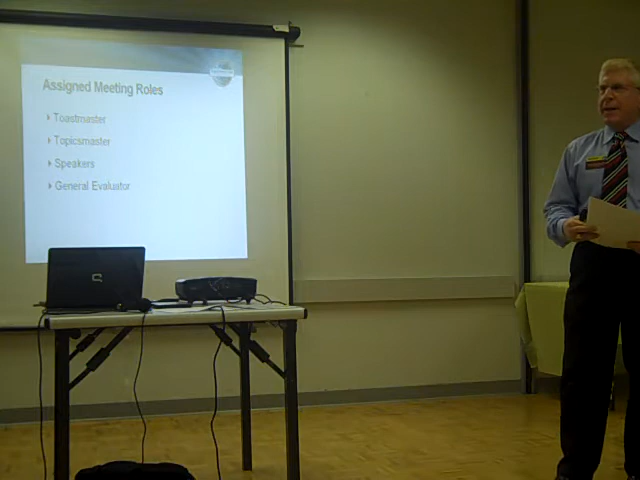 Assigned Meeting Roles
Toastmaster
Topicsmaster
Speakers
General Evaluator